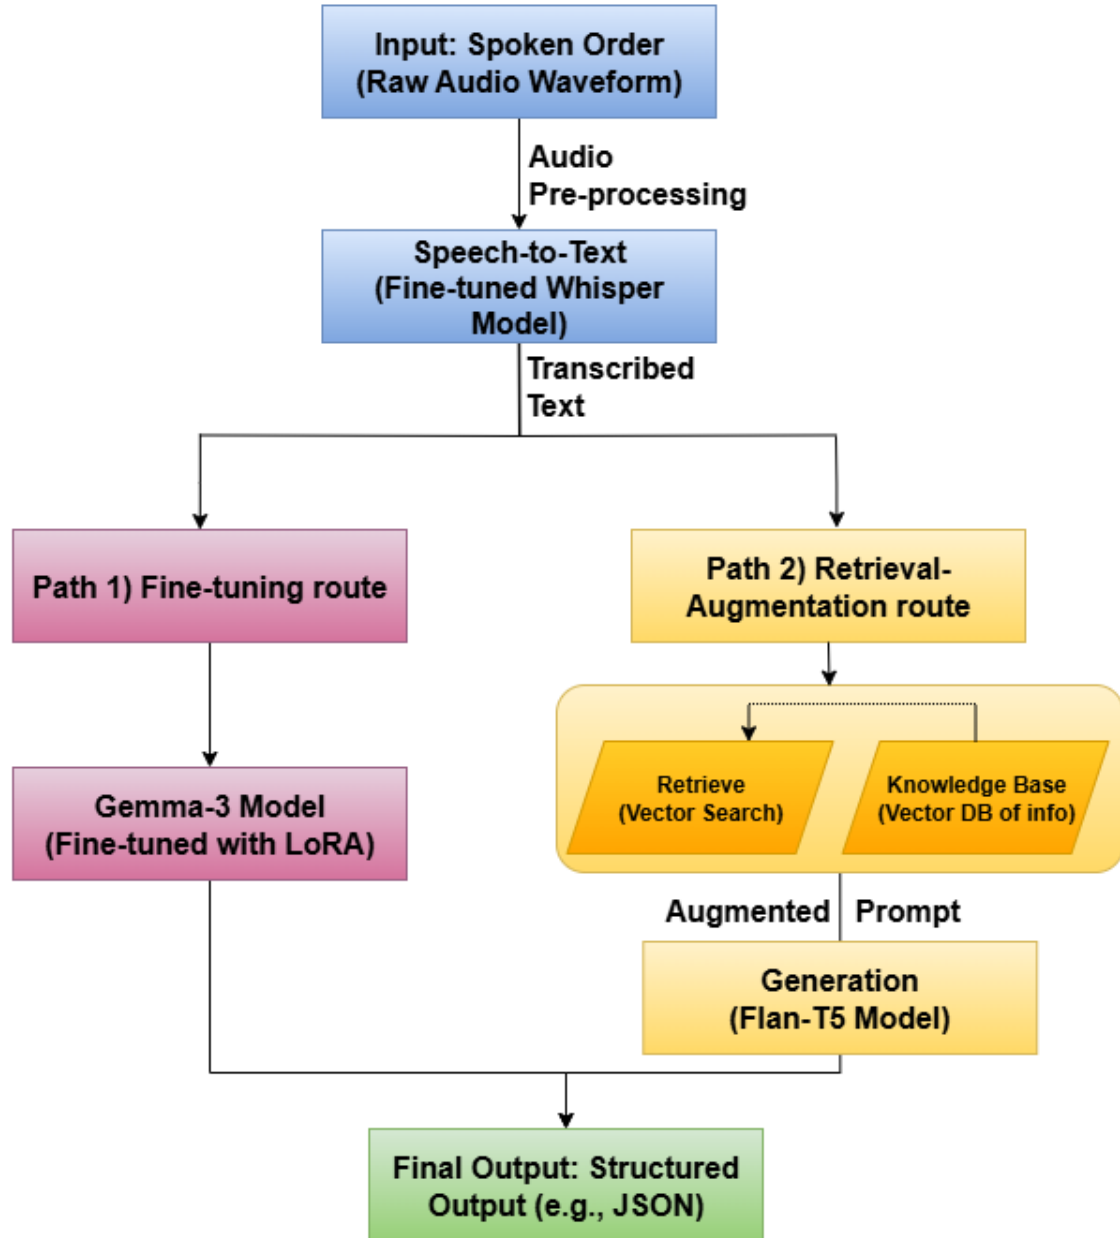 Input: Spoken Order
(Raw Audio Waveform)
Audio
Pre-processing
Speech-to-Text
(Fine-tuned Whisper
Model)
Transcribed
Text
Path 1) Fine-tuning route
Path 2) Retrieval-
Augmentation route
Gemma-3 Model
(Fine-tuned with LoRA)
Retrieve
(Vector Search)
Knowledge Base
(Vector DB of info)
Augmented Prompt
Generation
(Flan-T5 Model)
Final Output: Structured
Output (e.g., JSON)